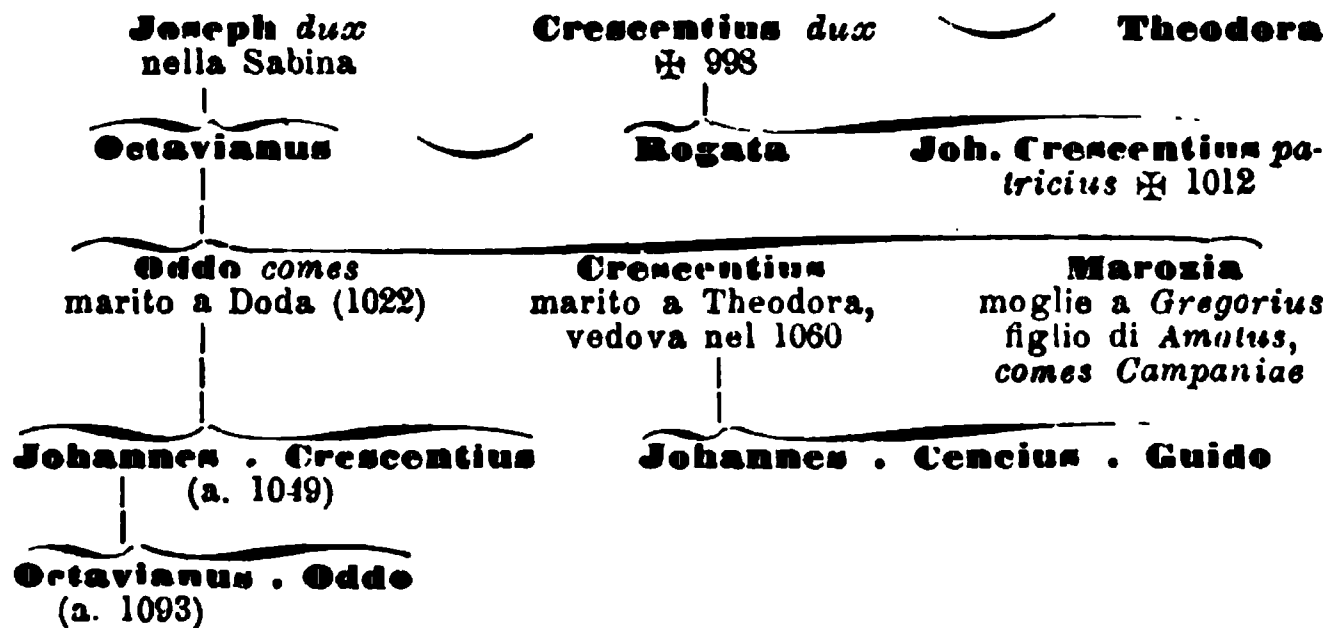 Joseph dux Crescentius dux Theodora
nella Sabina ✠ 998
Octavianus Rogata Joh. Crescentius pa-
tricius ✠ 1012
Oddo comes Crescentius Marozia
marito a Doda (1022) marito a Theodora, moglie a Gregorius
vedova nel 1060 figlio di Amatus,
comes Campaniae
Johannes . Crescentius Johannes . Cencius . Guido
(a. 1049)
Octavianus . Oddo
(a. 1093)